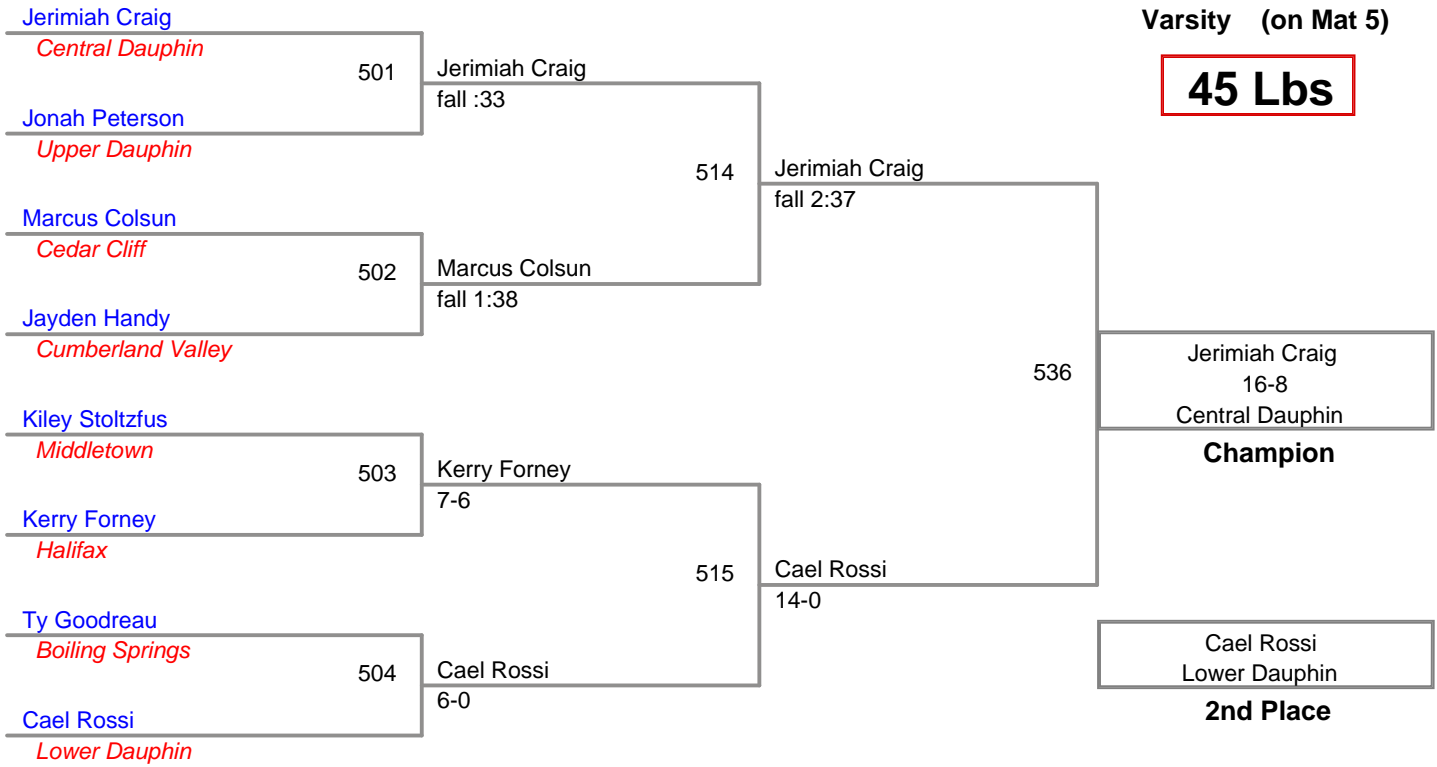 Jerimiah Craig
Central Dauphin
501
Jonah Peterson
Upper Dauphin
Marcus Colsun
Cedar Cliff
502
Jayden Handy
Cumberland Valley
Kiley Stoltzfus
Middletown
503
Kerry Forney
Halifax
Ty Goodreau
Boiling Springs
504
Cael Rossi
Lower Dauphin
Jerimiah Craig
fall :33
514
Marcus Colsun
fall 1:38
Kerry Forney
7-6
515
Cael Rossi
6-0
Jerimiah Craig
fall 2:37
536
Cael Rossi
14-0
Varsity (on Mat 5)
45 Lbs
Jerimiah Craig
16-8
Central Dauphin
Champion
Cael Rossi
Lower Dauphin
2nd Place